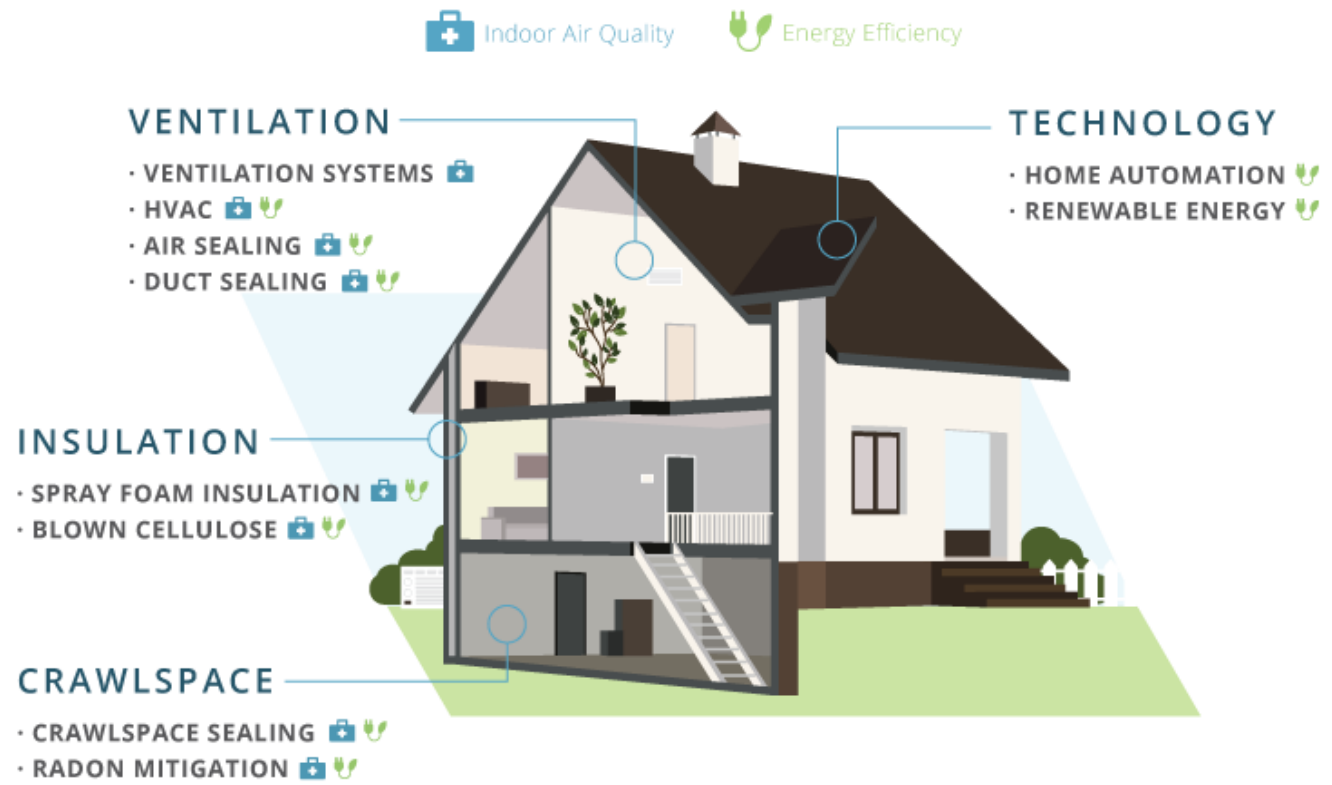 Indoor Air Quality
Energy Efficiency
VENTILATION
· VENTILATION SYSTEMS
· HVAC
· AIR SEALING
· DUCT SEALING
TECHNOLOGY
· HOME AUTOMATION
· RENEWABLE ENERGY
INSULATION
· SPRAY FOAM INSULATION
· BLOWN CELLULOSE
CRAWLSPACE
· CRAWLSPACE SEALING
· RADON MITIGATION